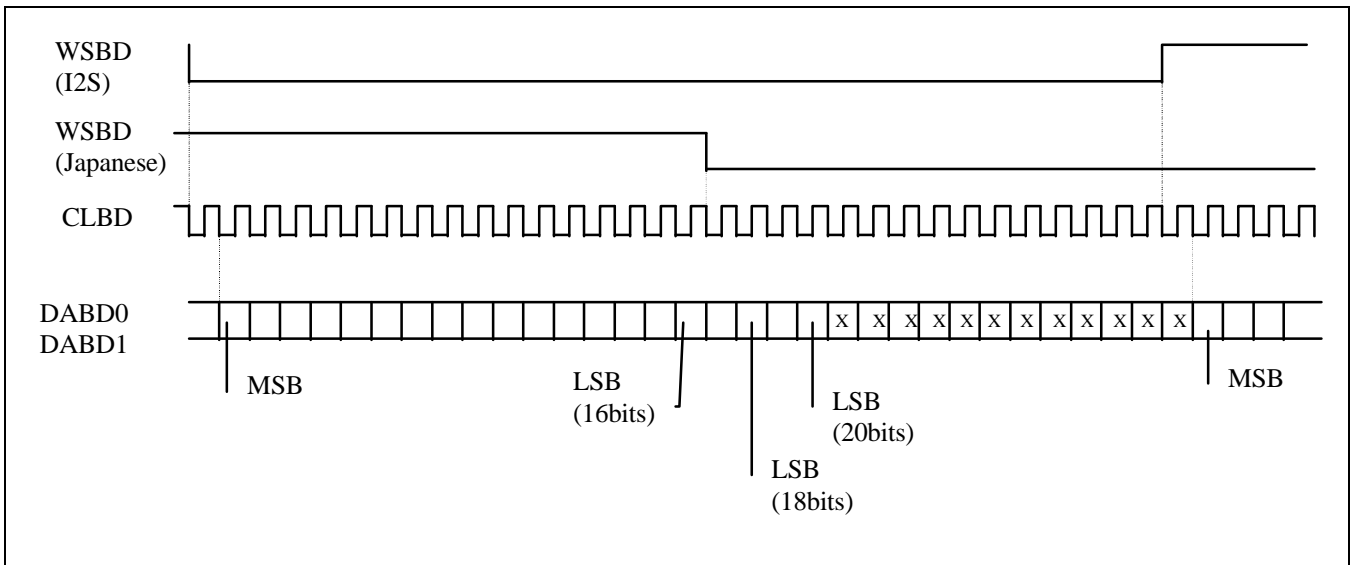 WSBD
(I2S)
WSBD
(Japanese)
CLBD
DABD0
DABD1
X X X X X X X X X X X X
MSB
LSB
(16bits)
LSB
(20bits)
MSB
LSB
(18bits)